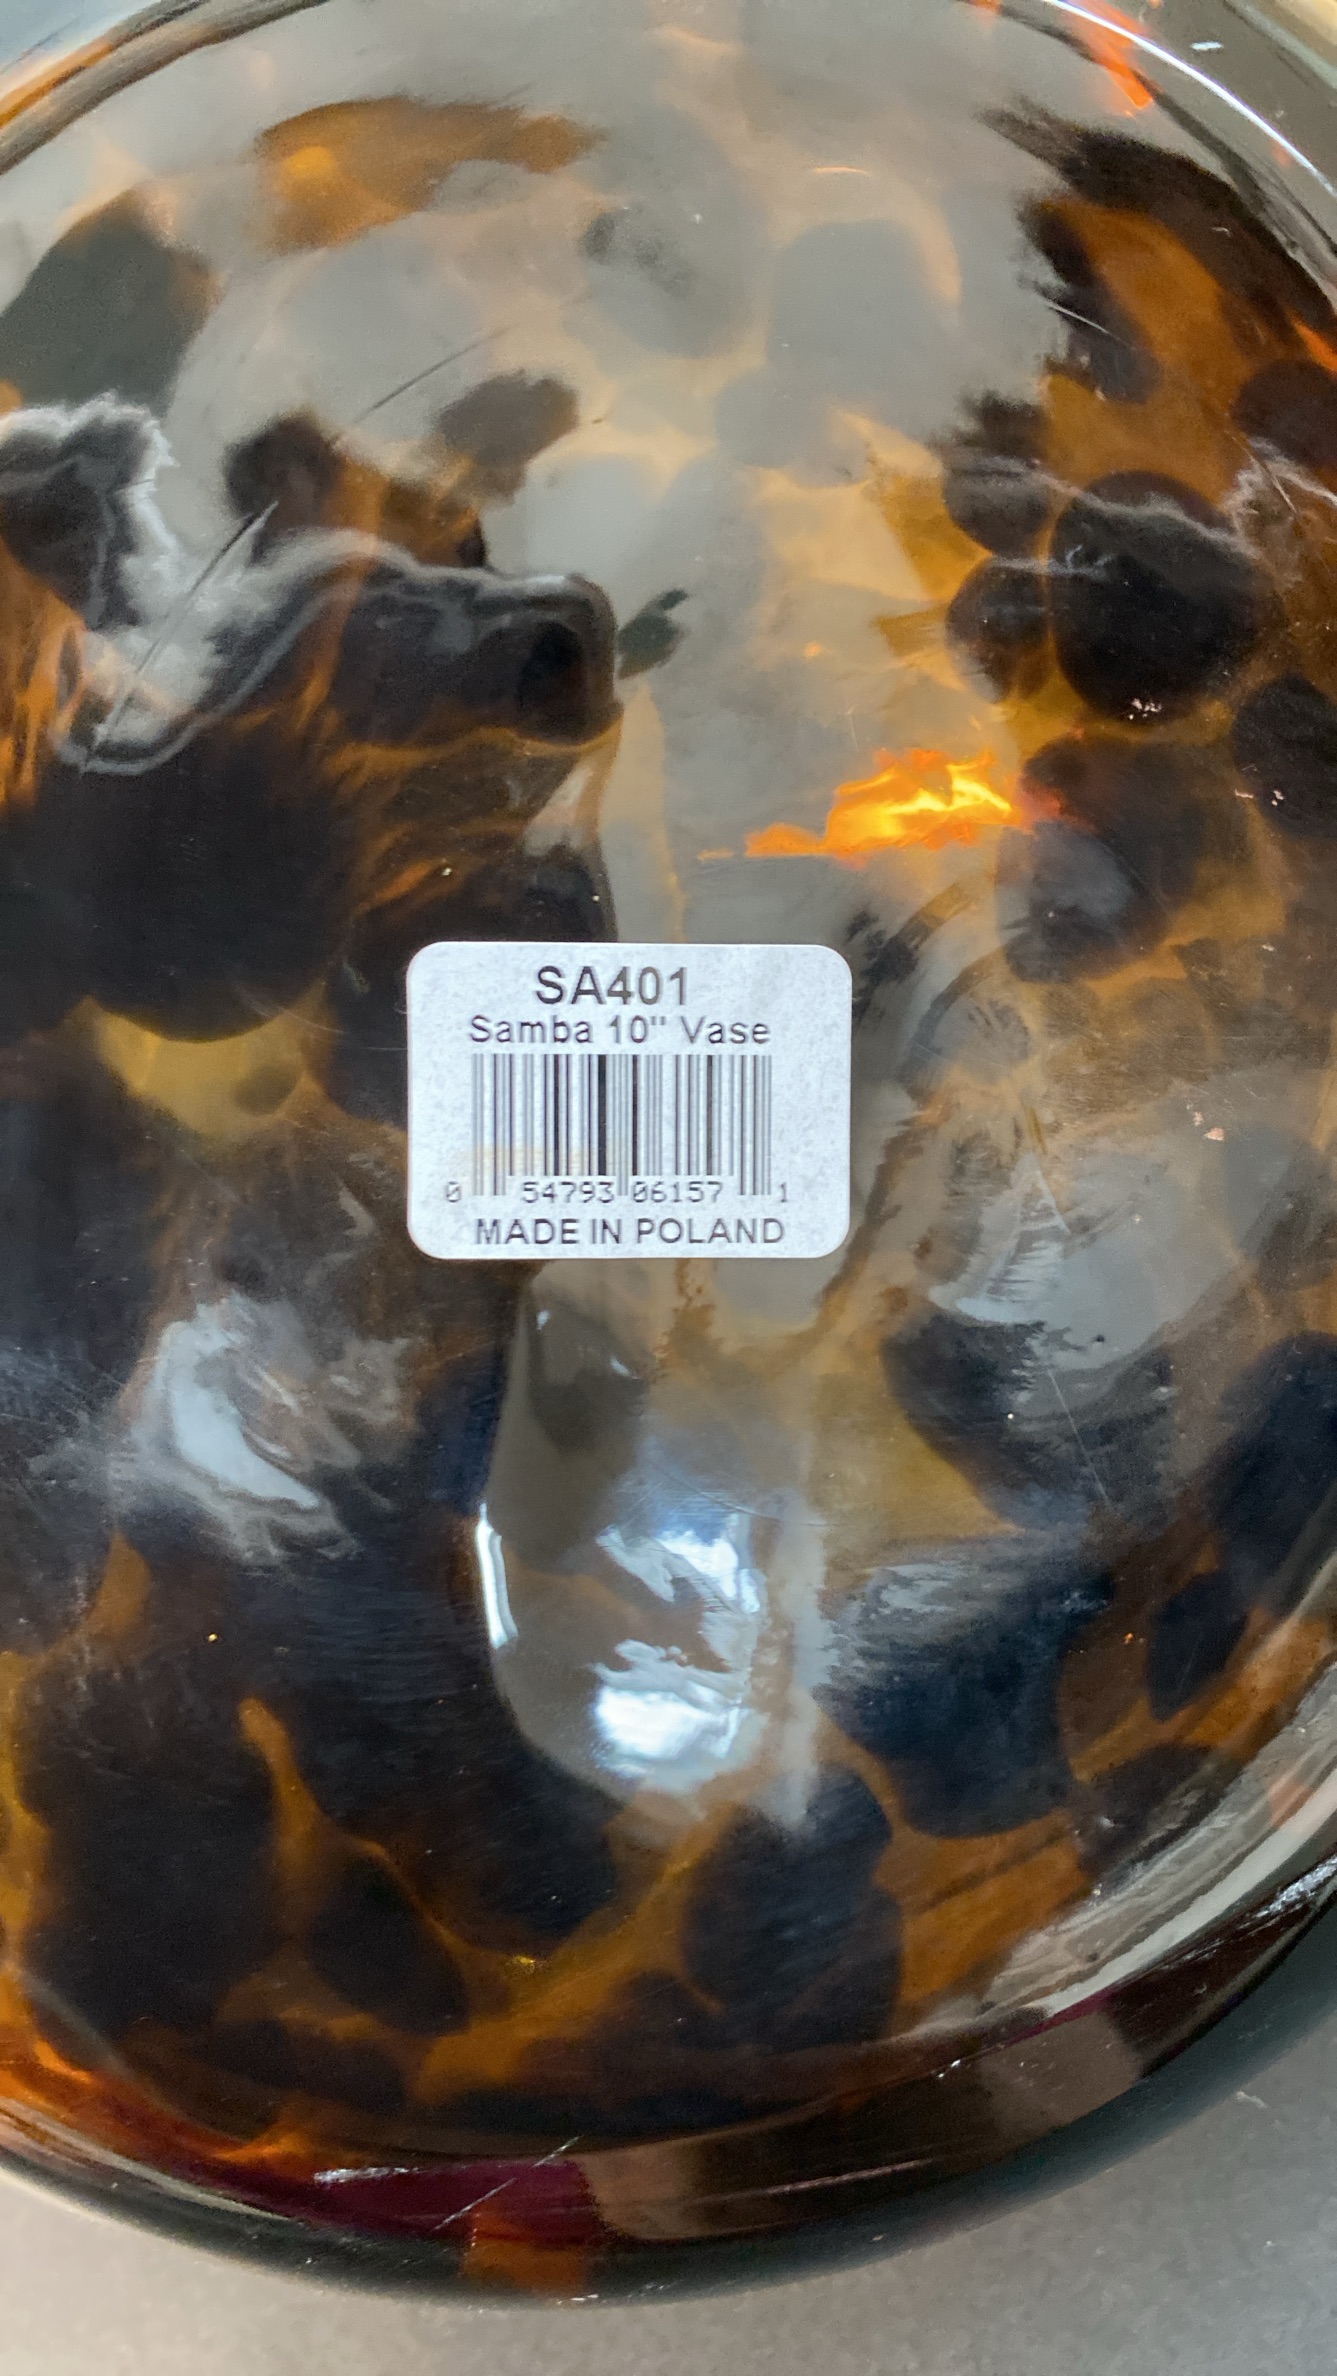 SA401
Samba 10" Vase
0 54793 06157 1
MADE IN POLAND